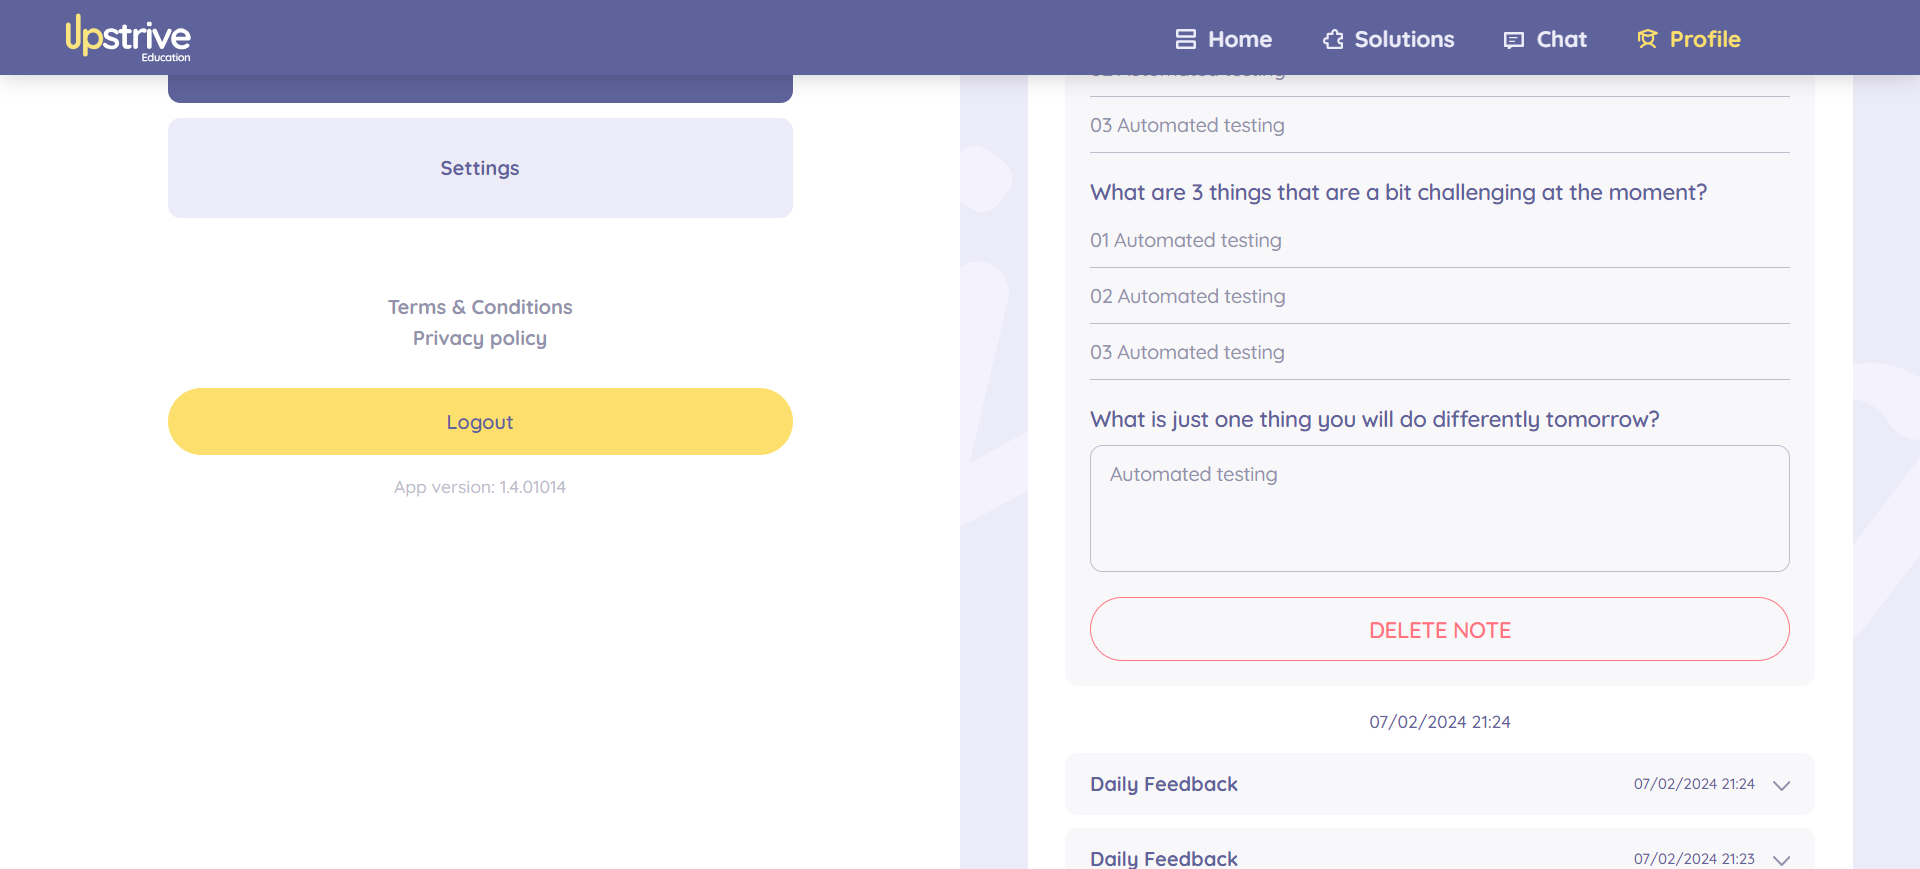 Upstrive
Education
Home
Solutions
Chat
Profile
Settings
Terms & Conditions
Privacy policy
Logout
App version: 1.4.01014
02 Automated testing
03 Automated testing
What are 3 things that are a bit challenging at the moment?
01 Automated testing
02 Automated testing
03 Automated testing
What is just one thing you will do differently tomorrow?
Automated testing
DELETE NOTE
07/02/2024 21:24
Daily Feedback 07/02/2024 21:24
Daily Feedback 07/02/2024 21:23